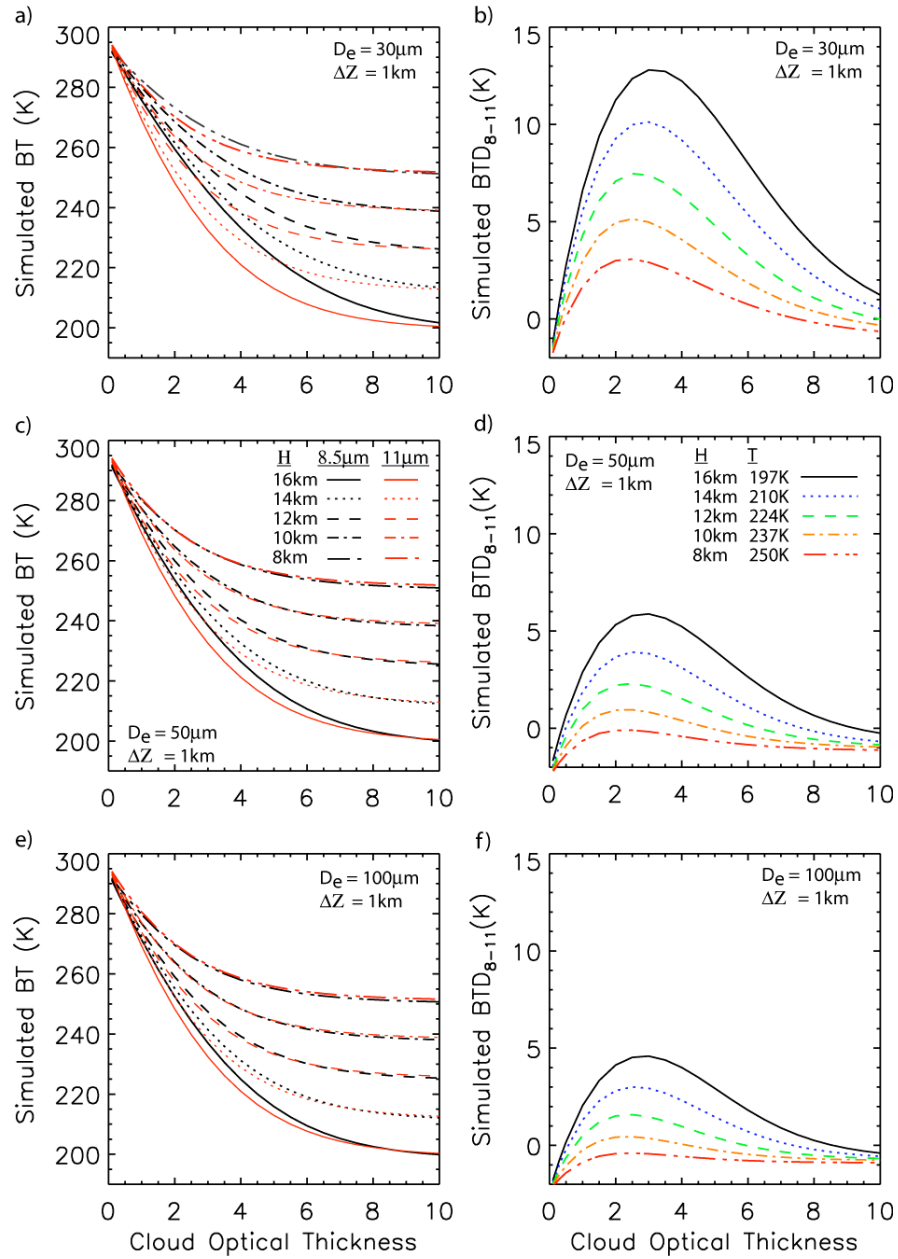 a)
Simulated BT (K)
300
280
260
240
220
200
0 2 4 6 8 10
Cloud Optical Thickness
De = 30μm
ΔZ = 1km
b)
Simulated BTD8−11(K)
15
10
5
0
0 2 4 6 8 10
Cloud Optical Thickness
De = 30μm
ΔZ = 1km
c)
Simulated BT (K)
300
280
260
240
220
200
0 2 4 6 8 10
H 8.5μm 11μm
16km
14km
12km
10km
8km
De = 50μm
ΔZ = 1km
d)
Simulated BTD8−11(K)
15
10
5
0
0 2 4 6 8 10
De = 50μm
ΔZ = 1km
H T
16km 197K
14km 210K
12km 224K
10km 237K
8km 250K
e)
Simulated BT (K)
300
280
260
240
220
200
0 2 4 6 8 10
Cloud Optical Thickness
De = 100μm
ΔZ = 1km
f)
Simulated BTD8−11(K)
15
10
5
0
0 2 4 6 8 10
Cloud Optical Thickness
De = 100μm
ΔZ = 1km